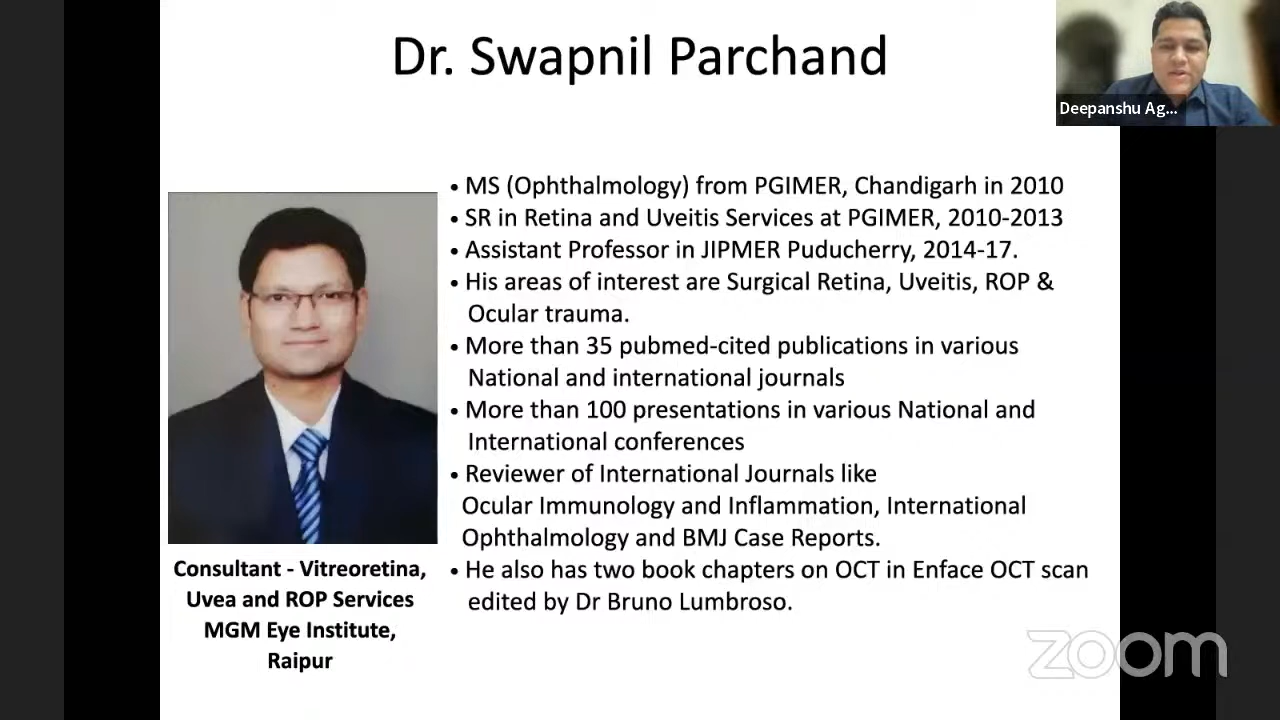 Dr. Swapnil Parchand
Deepanshu Ag...
• MS (Ophthalmology) from PGIMER, Chandigarh in 2010
• SR in Retina and Uveitis Services at PGIMER, 2010-2013
• Assistant Professor in JIPMER Puducherry, 2014-17.
• His areas of interest are Surgical Retina, Uveitis, ROP &
Ocular trauma.
• More than 35 pubmed-cited publications in various
National and international journals
• More than 100 presentations in various National and
International conferences
• Reviewer of International Journals like
Ocular Immunology and Inflammation, International
Ophthalmology and BMJ Case Reports.
• He also has two book chapters on OCT in Enface OCT scan
edited by Dr Bruno Lumbroso.
Consultant - Vitreoretina,
Uvea and ROP Services
MGM Eye Institute,
Raipur
zoom